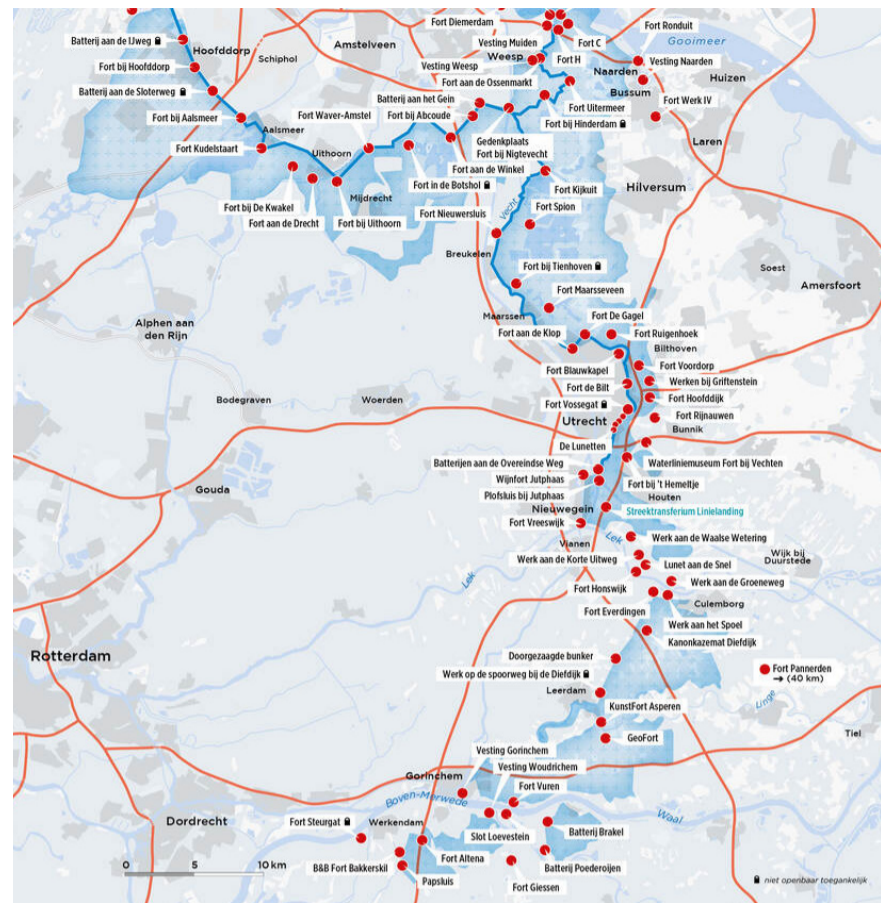 Fort Diemerdam
Fort C
Fort Ronduit
Gooimeer
Batterij aan de IJweg
Hoofddorp
Amstelveen
Vesting Muiden
Weesp
Fort H
Vesting Naarden
Fort bij Hoofddorp
Schiphol
Vesting Weesp
Naarden
Huizen
Fort aan de Ossenmarkt
Bussum
Batterij aan de Sloterweg
Batterij aan het Gein
Fort Uitermeer
Fort Werk IV
Fort bij Aalsmeer
Fort Waver-Amstel
Fort bij Abcoude
Fort bij Hinderdam
Aalsmeer
Gedenkplaats
Fort bij Nigtevecht
Laren
Fort Kudelstaart
Uithoorn
Fort aan de Winkel
Fort in de Botshol
Fort Kijkuit
Hilversum
Mijdrecht
Fort bij De Kwakel
Fort Nieuwersluis
Vecht
Fort Spion
Fort aan de Drecht
Fort bij Uithoorn
Breukelen
Fort bij Tienhoven
Soest
Amersfoort
Fort Maarsseveen
Maarssen
Alphen aan
den Rijn
Fort aan de Klop
Fort De Gagel
Fort Ruigenhoek
Bilthoven
Fort Blauwkapel
Fort Voordorp
Fort de Bilt
Werken bij Griftenstein
Bodegraven
Woerden
Fort Hoofddijk
Fort Vossegat
Fort Rijnauwen
Utrecht
Bunnik
De Lunetten
Batterijen aan de Overeindse Weg
Waterliniemuseum Fort bij Vechten
Wijnfort Jutphaas
Fort bij 't Hemeltje
Gouda
Plofsluis bij Jutphaas
Houten
Nieuwegein
Streektransferium Linielanding
Fort Vreeswijk
Lek
Werk aan de Waalse Wetering
Vianen
Wijk bij
Duurstede
Werk aan de Korte Uitweg
Lunet aan de Snel
Lek
Werk aan de Groeneweg
Fort Honswijk
Culemborg
Fort Everdingen
Werk aan het Spoel
Kanonkazemat Diefdijk
Rotterdam
Doorgezaagde bunker
Werk op de spoorweg bij de Diefdijk
Fort Pannerden
→ (40 km)
Leerdam
Linge
KunstFort Asperen
GeoFort
Tiel
Vesting Gorinchem
Vesting Woudrichem
Gorinchem
Fort Vuren
Boven-Merwede
Waal
Dordrecht
Fort Steurgat
Werkendam
Slot Loevestein
Batterij Brakel
Fort Altena
0 5 10 km
B&B Fort Bakkerskil
Batterij Poederoijen
Papsluis
Fort Giessen
niet openbaar toegankelijk